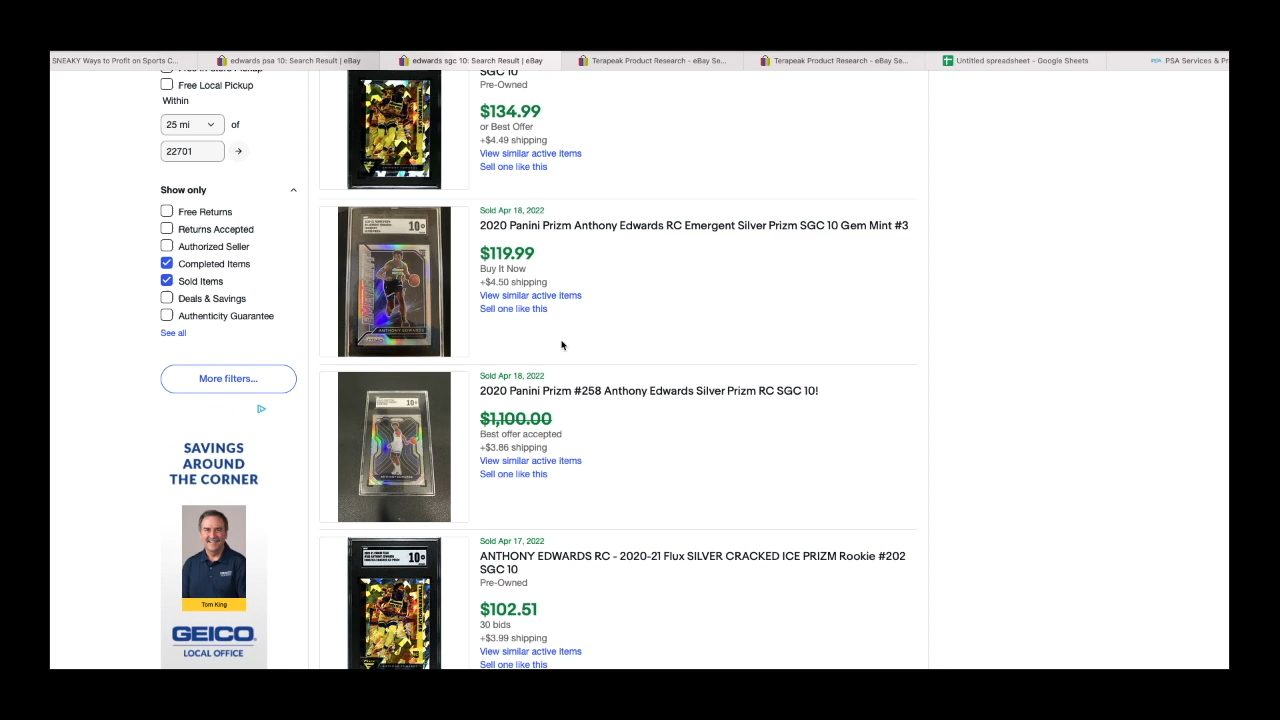 SNEAKY Ways to Profit on Sports C...
edwards psa 10: Search Result | eBay
edwards sgc 10: Search Result | eBay
Terapeak Product Research - eBay Se...
Terapeak Product Research - eBay Se...
Untitled spreadsheet - Google Sheets
PSA PSA Services & Pr
Free In Store Pickup
Free Local Pickup
Within
25 mi
of
22701
Show only
Free Returns
Returns Accepted
Authorized Seller
Completed Items
Sold Items
Deals & Savings
Authenticity Guarantee
See all
More filters...
SAVINGS
AROUND
THE CORNER
Tom King
GEICO
LOCAL OFFICE
SGC 10
Pre-Owned
$134.99
or Best Offer
+$4.49 shipping
View similar active items
Sell one like this
10
ANTHONY EDWARDS
Sold Apr 18, 2022
2020 Panini Prizm Anthony Edwards RC Emergent Silver Prizm SGC 10 Gem Mint #3
$119.99
Buy It Now
+$4.50 shipping
View similar active items
Sell one like this
10
Sold Apr 18, 2022
2020 Panini Prizm #258 Anthony Edwards Silver Prizm RC SGC 10!
$1,100.00
Best offer accepted
+$3.86 shipping
View similar active items
Sell one like this
10
Sold Apr 17, 2022
ANTHONY EDWARDS RC - 2020-21 Flux SILVER CRACKED ICE PRIZM Rookie #202
SGC 10
Pre-Owned
$102.51
30 bids
+$3.99 shipping
View similar active items
Sell one like this